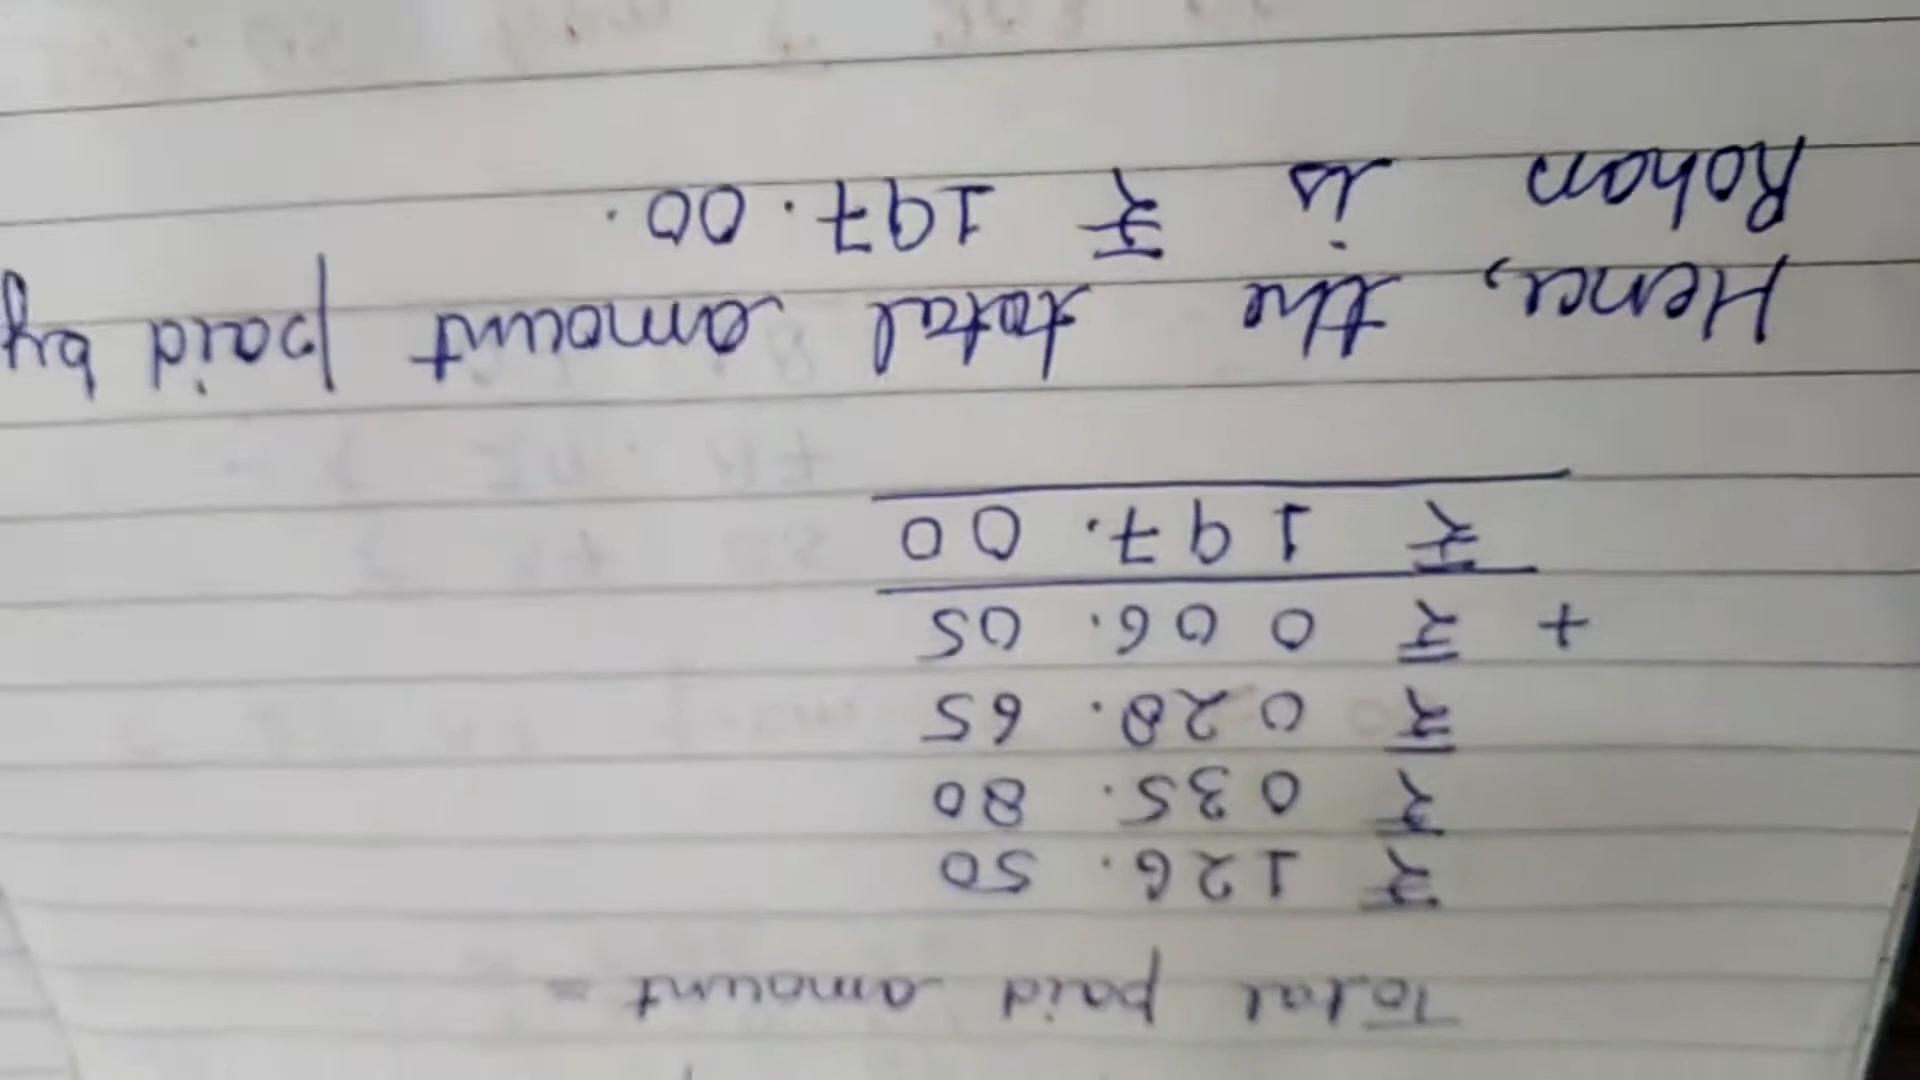 Total paid amount =
₹ 126.50
₹ 035.80
₹ 028.65
+ ₹ 006.05
₹ 197.00
Hence, the total amount paid by
Rohan is ₹ 197.00.